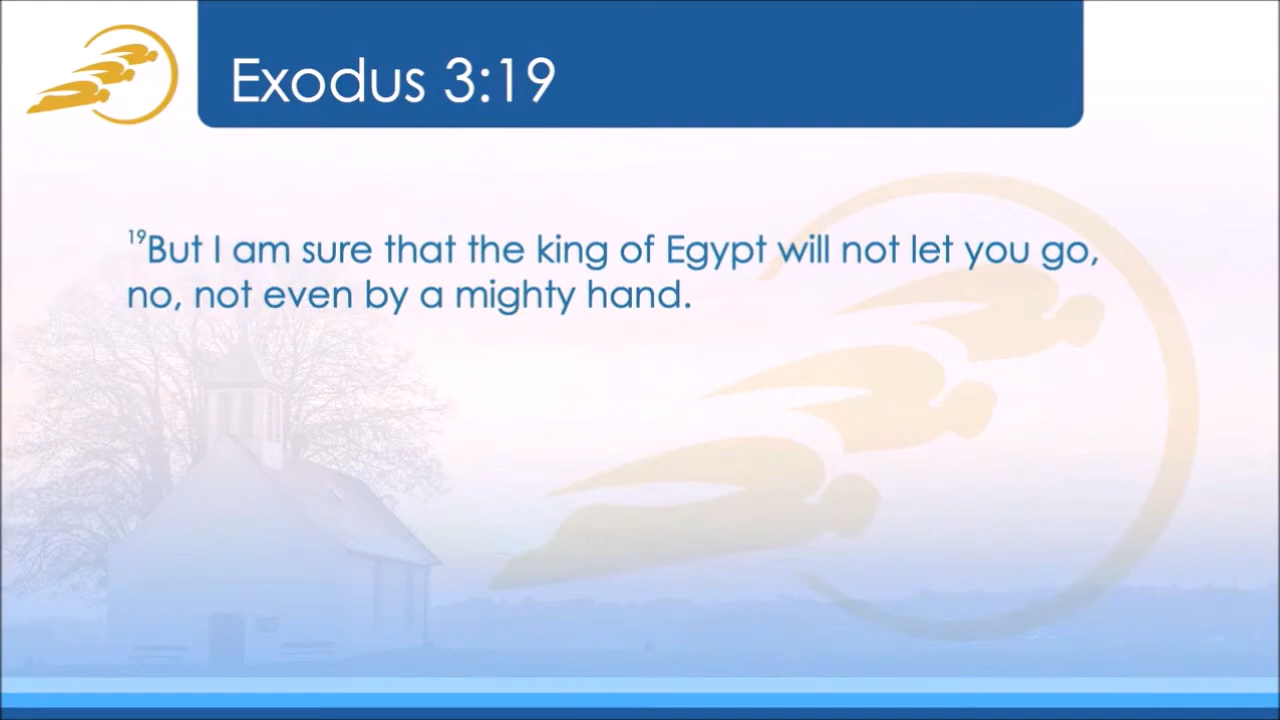 Exodus 3:19
19But I am sure that the king of Egypt will not let you go,
no, not even by a mighty hand.